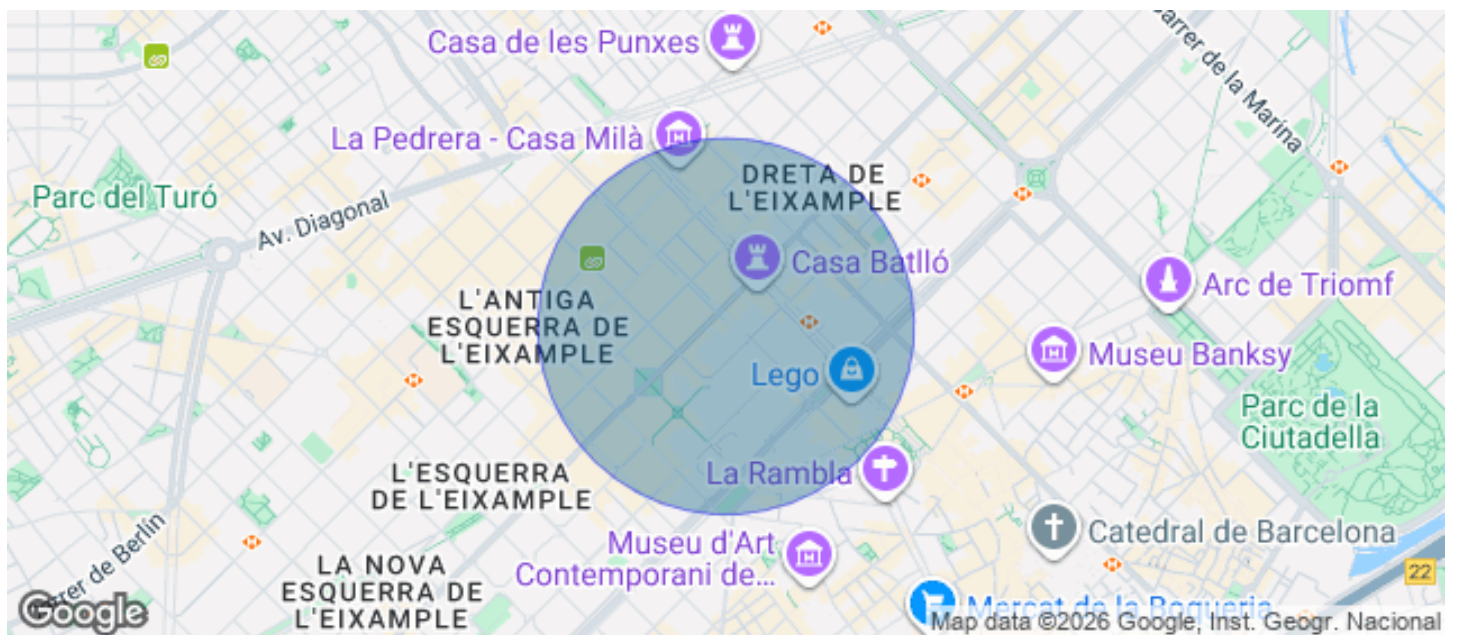 Casa de les Punxes
Carrer de la Marina
La Pedrera - Casa Milà
DRETA DE
L'EIXAMPLE
Parc del Turó
Av. Diagonal
Casa Batlló
Arc de Triomf
L'ANTIGA
ESQUERRA DE
L'EIXAMPLE
Museu Banksy
Lego
Parc de la
Ciutadella
L'ESQUERRA
DE L'EIXAMPLE
La Rambla
Catedral de Barcelona
Museu d'Art
Contemporani de...
Carrer de Berlín
LA NOVA
ESQUERRA DE
L'EIXAMPLE
22
Mercat de la Boqueria
Google
Map data ©2026 Google, Inst. Geogr. Nacional